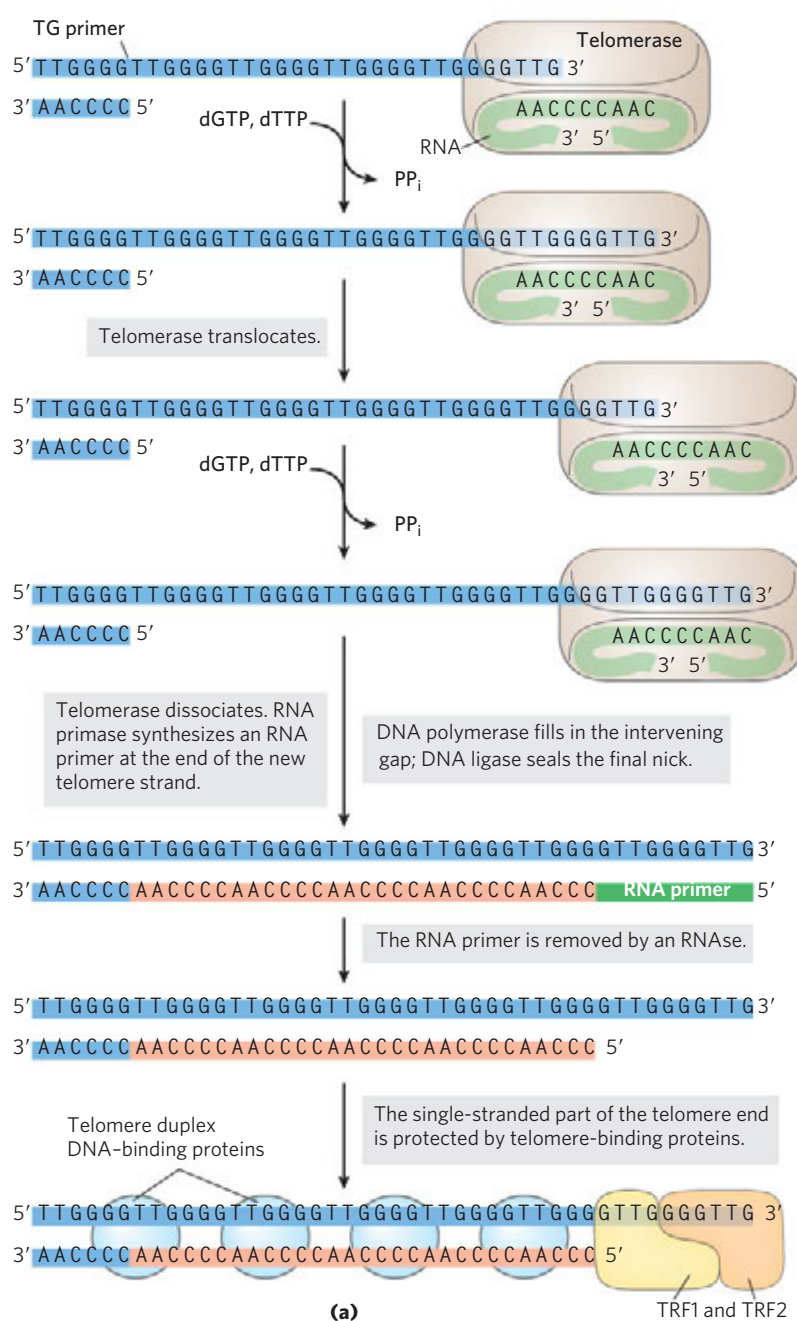 TG primer
Telomerase
5′ TTGGGGTTGGGGTTGGGGTTGGGGTTGGGGTTG 3′
3′ AACCCC 5′
AACCCCAAC
dGTP, dTTP
RNA
3′ 5′
PPi
5′ TTGGGGTTGGGGTTGGGGTTGGGGTTGGGGTTGGGGTTG 3′
3′ AACCCC 5′
AACCCCAAC
3′ 5′
Telomerase translocates.
5′ TTGGGGTTGGGGTTGGGGTTGGGGTTGGGGTTGGGGTTG 3′
3′ AACCCC 5′
AACCCCAAC
dGTP, dTTP
3′ 5′
PPi
5′ TTGGGGTTGGGGTTGGGGTTGGGGTTGGGGTTGGGGTTGGGGTTG 3′
3′ AACCCC 5′
AACCCCAAC
3′ 5′
Telomerase dissociates. RNA
primase synthesizes an RNA
primer at the end of the new
telomere strand.
DNA polymerase fills in the intervening
gap; DNA ligase seals the final nick.
5′ TTGGGGTTGGGGTTGGGGTTGGGGTTGGGGTTGGGGTTGGGGTTG 3′
3′ AACCCCAACCCCAACCCCAACCCCAACCCCAACCC RNA primer 5′
The RNA primer is removed by an RNAse.
5′ TTGGGGTTGGGGTTGGGGTTGGGGTTGGGGTTGGGGTTGGGGTTG 3′
3′ AACCCCAACCCCAACCCCAACCCCAACCCCAACCC 5′
Telomere duplex
DNA–binding proteins
The single-stranded part of the telomere end
is protected by telomere-binding proteins.
5′ TTGGGGTTGGGGTTGGGGTTGGGGTTGGGGTTGGGGTTGGGGTTG 3′
3′ AACCCCAACCCCAACCCCAACCCCAACCCCAACCC 5′
(a)
TRF1 and TRF2